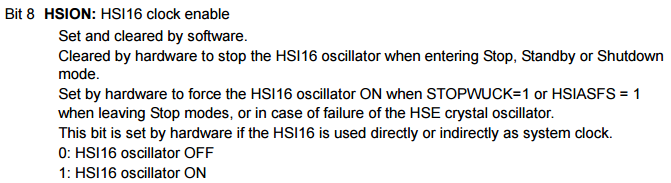 Bit 8 HSION: HSI16 clock enable
Set and cleared by software.
Cleared by hardware to stop the HSI16 oscillator when entering Stop, Standby or Shutdown
mode.
Set by hardware to force the HSI16 oscillator ON when STOPWUCK=1 or HSIASFS = 1
when leaving Stop modes, or in case of failure of the HSE crystal oscillator.
This bit is set by hardware if the HSI16 is used directly or indirectly as system clock.
0: HSI16 oscillator OFF
1: HSI16 oscillator ON